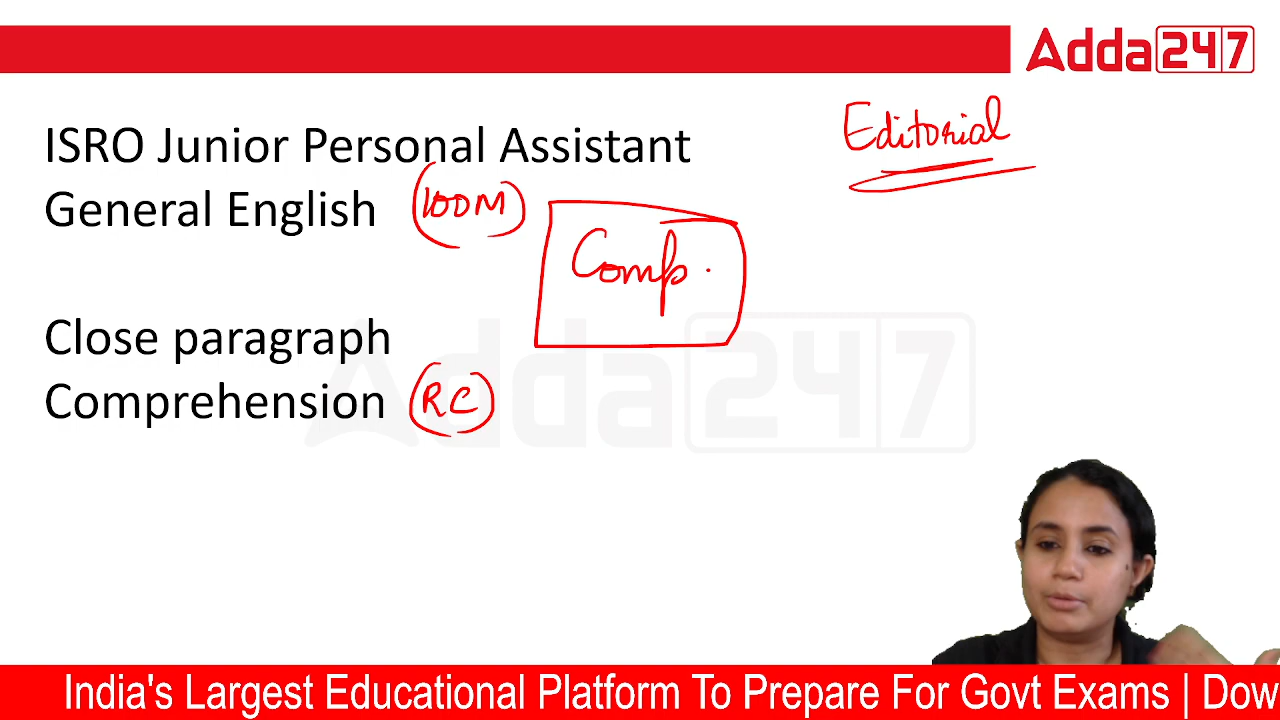 Adda247
Editorial
ISRO Junior Personal Assistant
General English (100M)
Comp.
Close paragraph
Comprehension (RC)
Adda247
India's Largest Educational Platform To Prepare For Govt Exams | Dow